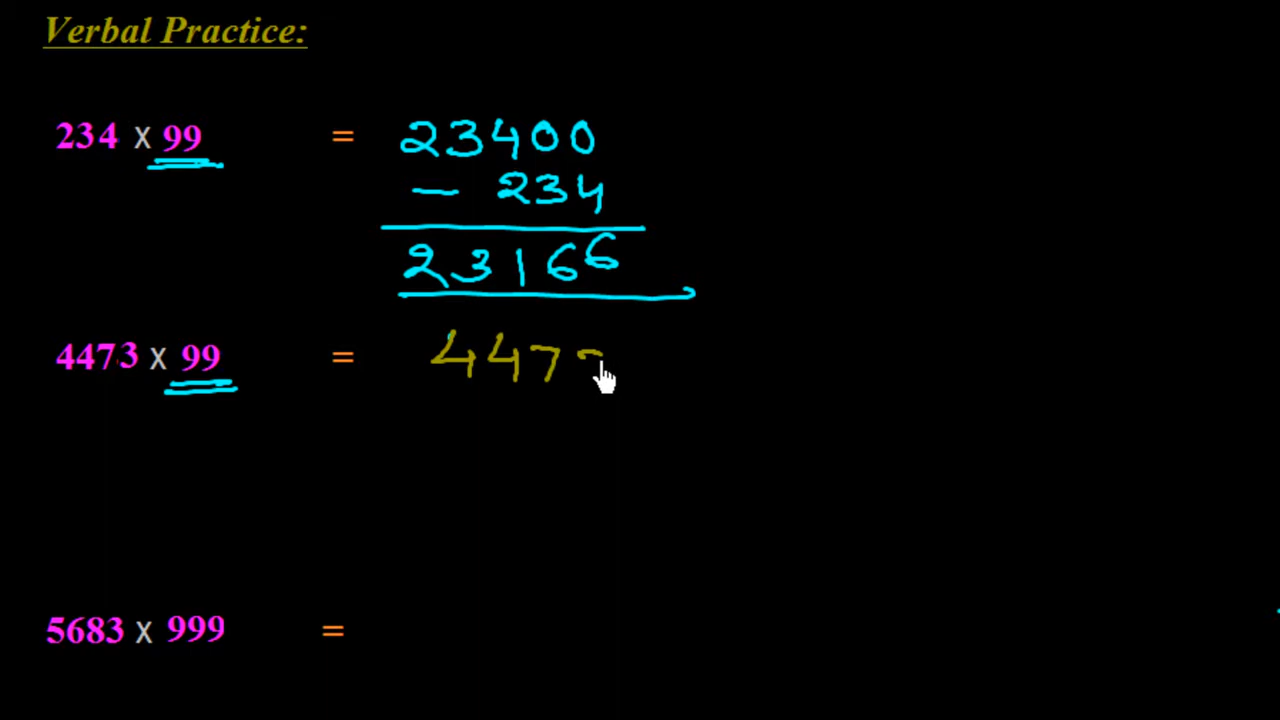 Verbal Practice:
234 X 99 = 23400
- 234
23166
4473 X 99 = 447
5683 X 999 =